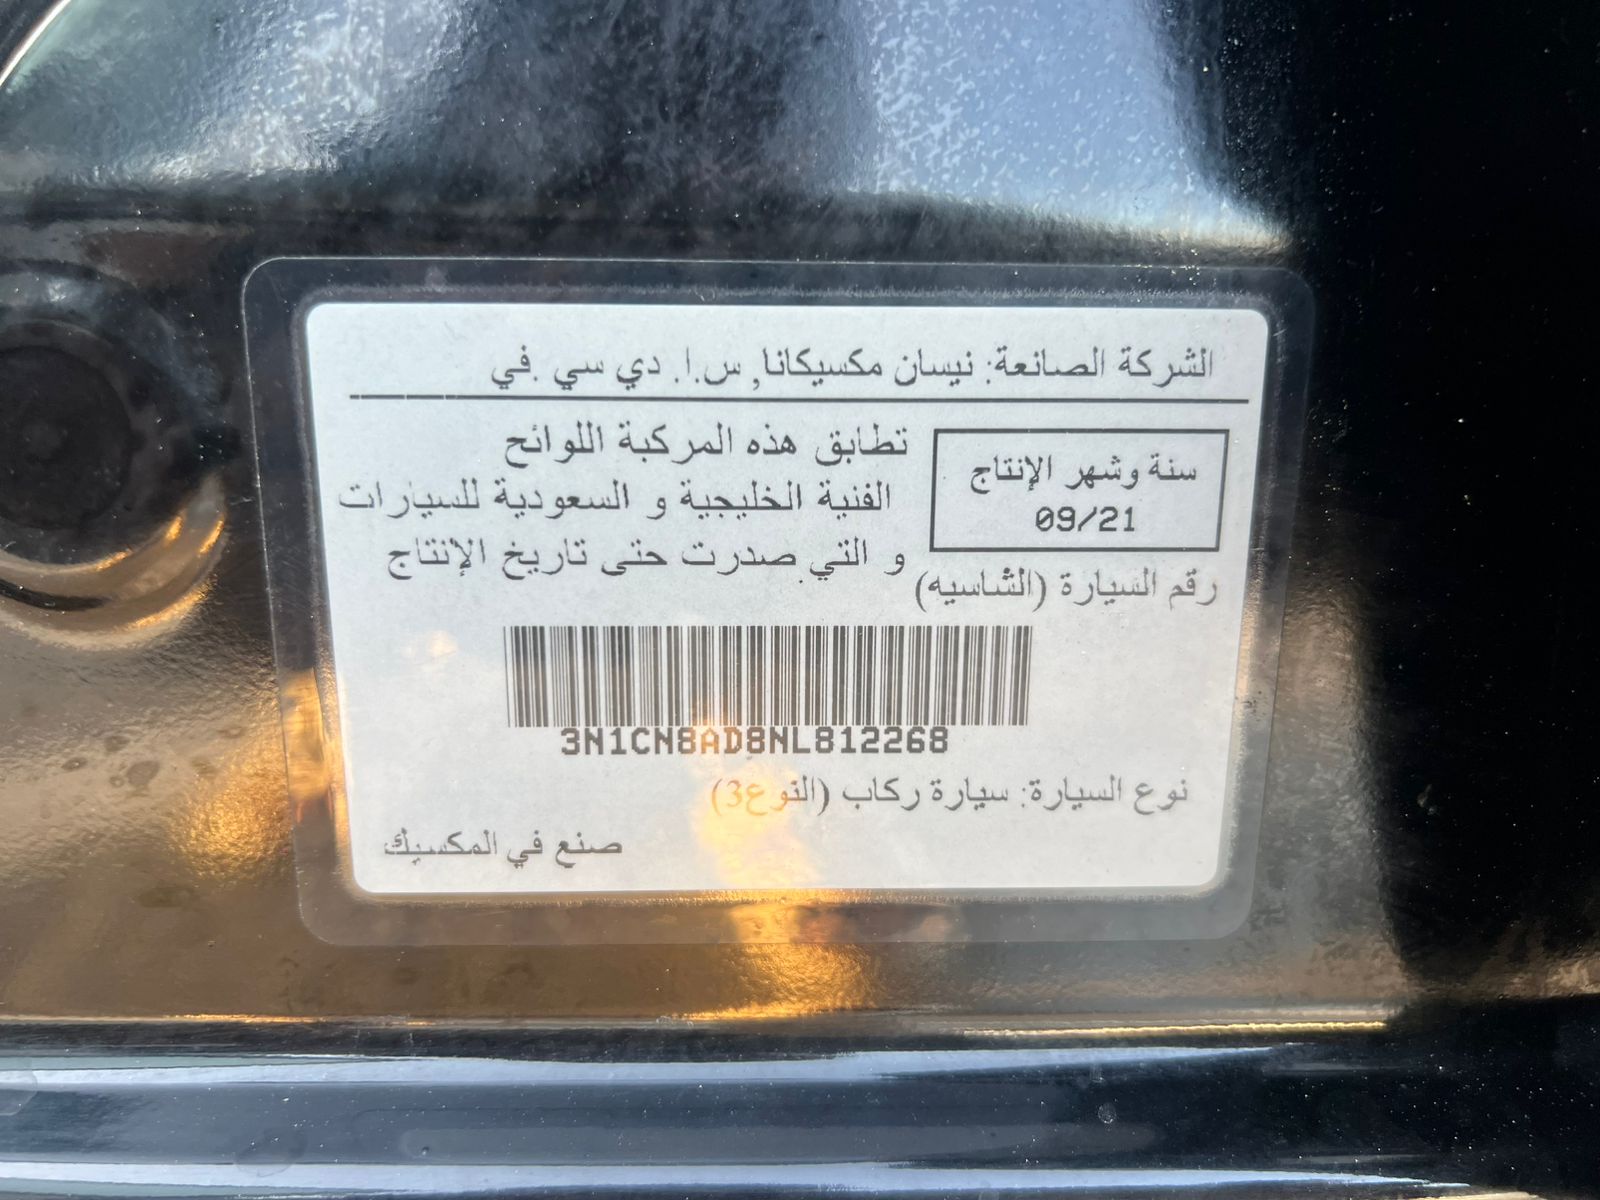 الشركة الصانعة: نيسان مكسيكانا, س.ا. دي سي .في
سنة وشهر الإنتاج
09/21
تطابق هذه المركبة اللوائح
الفنية الخليجية و السعودية للسيارات
و التي صدرت حتى تاريخ الإنتاج
رقم السيارة (الشاسيه)
3N1CN8AD8NL812268
نوع السيارة: سيارة ركاب (النوع3)
صنع في المكسيك